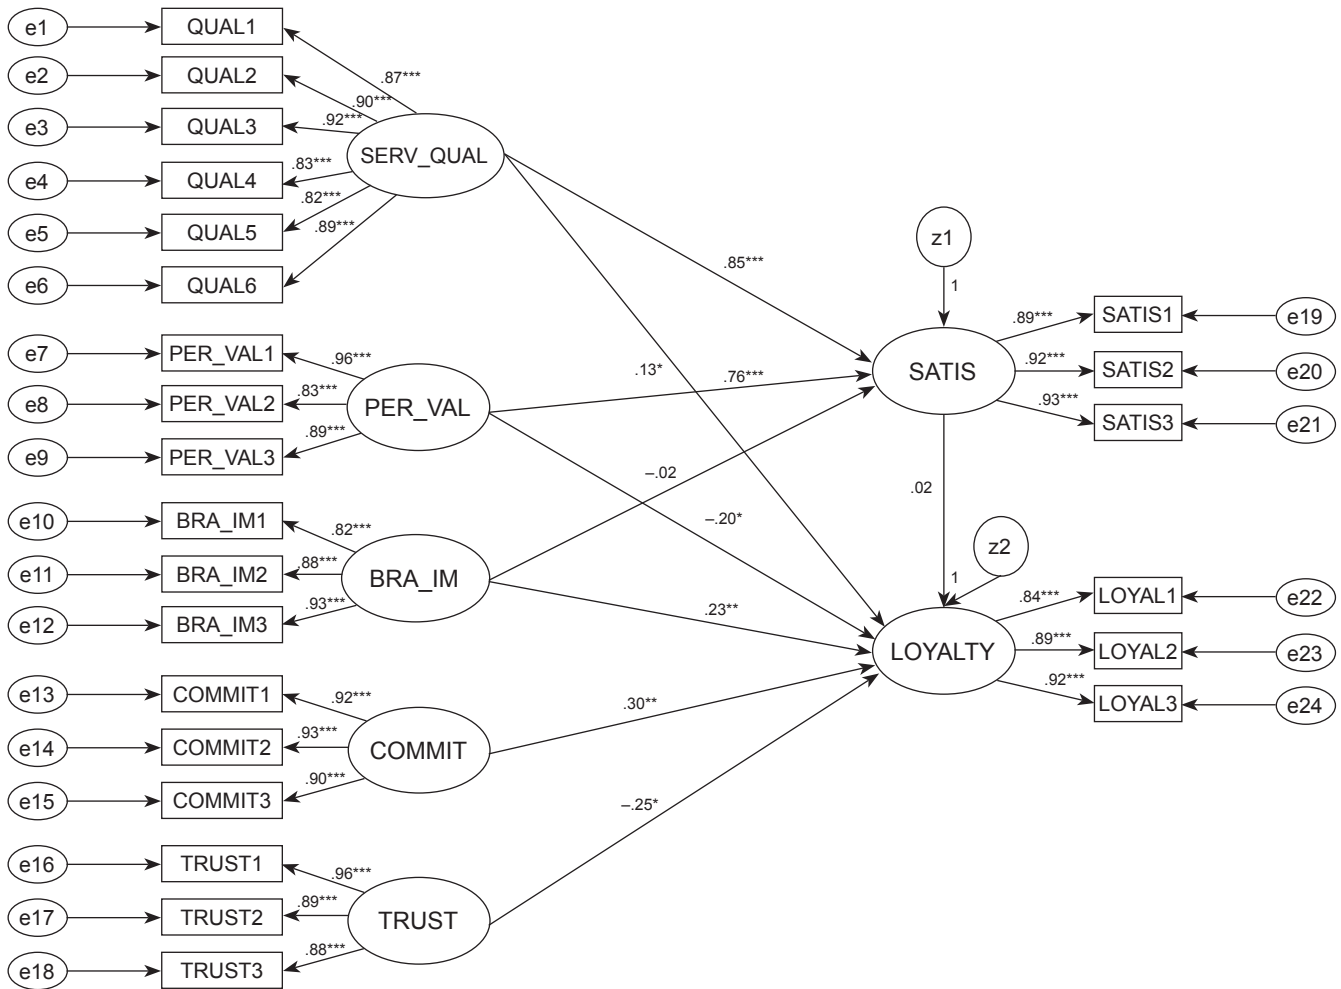 e1 QUAL1
.87***
e2 QUAL2
.90***
e3 QUAL3 .92***
SERV_QUAL
e4 QUAL4 .83***
.82***
e5 QUAL5
.89***
e6 QUAL6
z1
.85***
1
e7 PER_VAL1 .96***
e8 PER_VAL2 .83*** PER_VAL
e9 PER_VAL3 .89***
.13*
.76***
SATIS
.89*** SATIS1 e19
.92*** SATIS2 e20
.93*** SATIS3 e21
–.02
.02
–.20*
e10 BRA_IM1 .82***
e11 BRA_IM2 .88*** BRA_IM
e12 BRA_IM3 .93***
z2
1
.23**
LOYALTY
.84*** LOYAL1 e22
.89*** LOYAL2 e23
.92*** LOYAL3 e24
e13 COMMIT1 .92***
.30**
e14 COMMIT2 .93*** COMMIT
e15 COMMIT3 .90***
–.25*
e16 TRUST1 .96***
e17 TRUST2 .89*** TRUST
e18 TRUST3 .88***